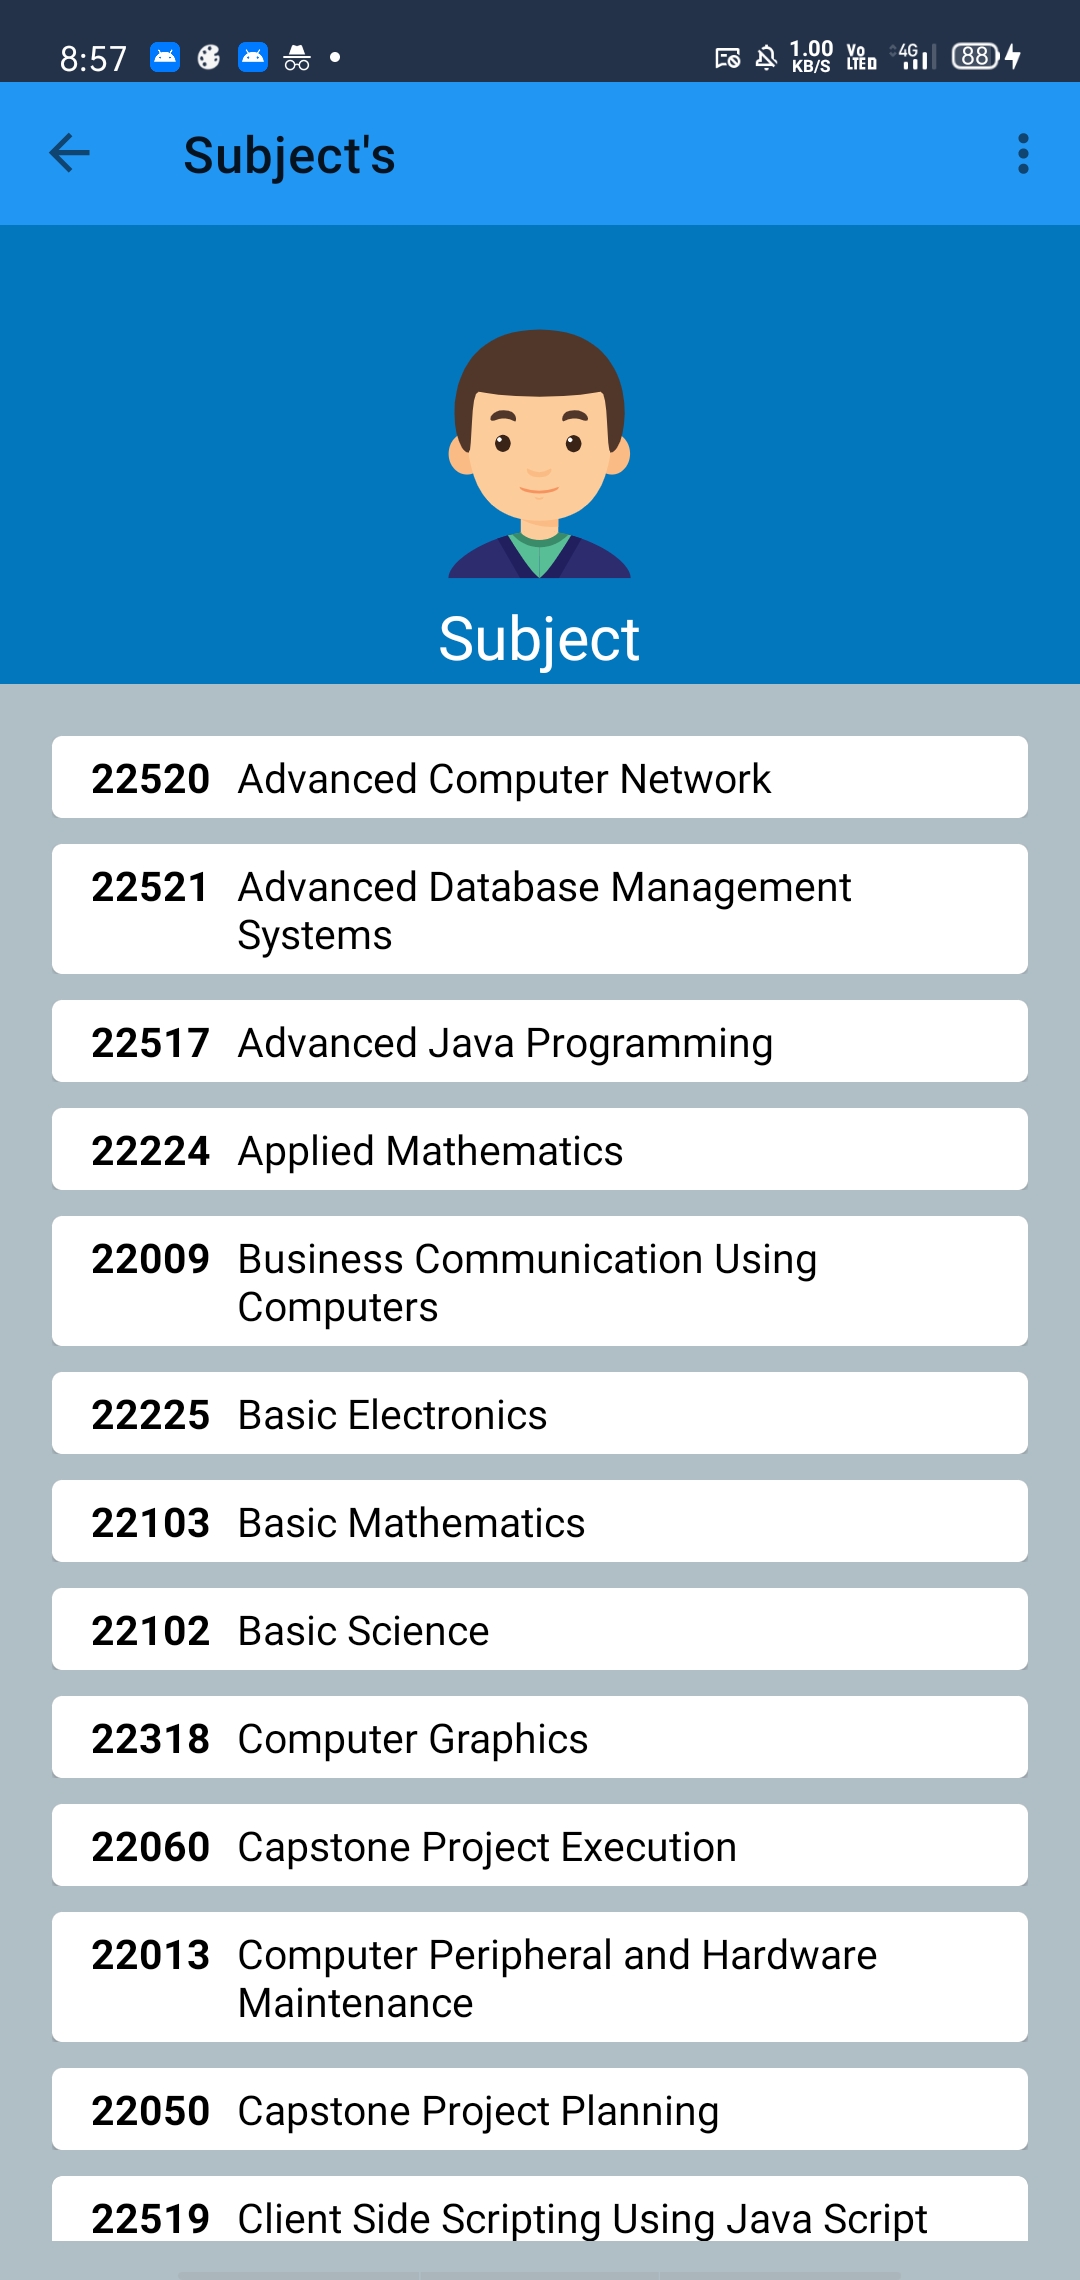 8:57
1.00
KB/S
Vo
LTE
4G
88
Subject's
Subject
22520 Advanced Computer Network
22521 Advanced Database Management
Systems
22517 Advanced Java Programming
22224 Applied Mathematics
22009 Business Communication Using
Computers
22225 Basic Electronics
22103 Basic Mathematics
22102 Basic Science
22318 Computer Graphics
22060 Capstone Project Execution
22013 Computer Peripheral and Hardware
Maintenance
22050 Capstone Project Planning
22519 Client Side Scripting Using Java Script